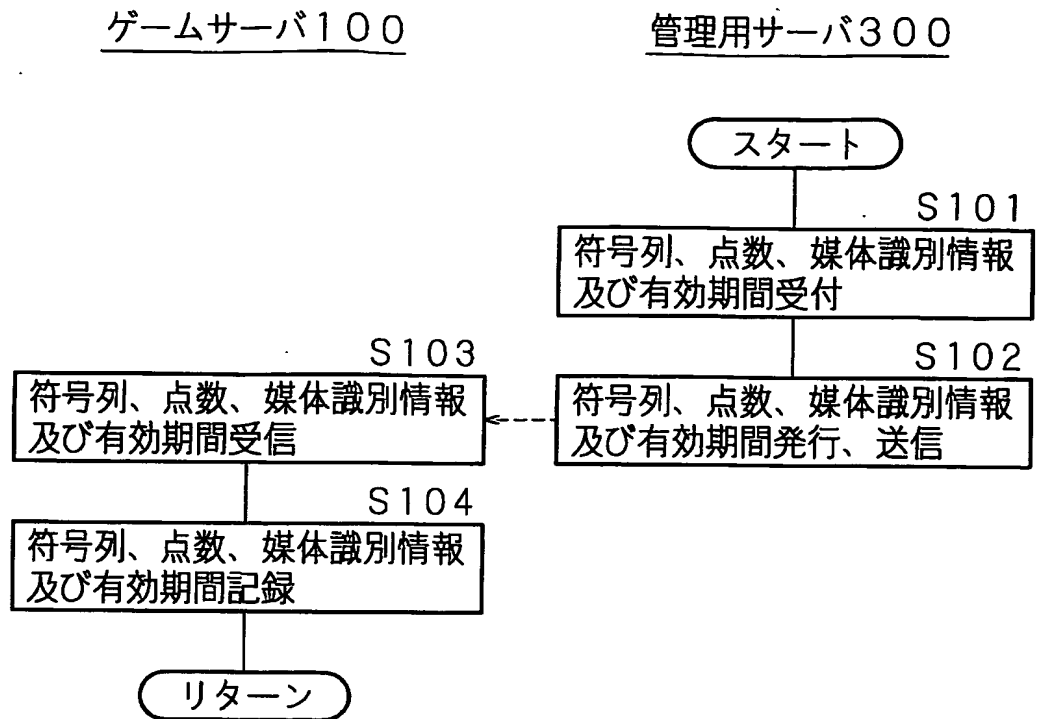 ゲームサーバ100
管理用サーバ300
スタート
S101
符号列、点数、媒体識別情報
及び有効期間受付
S102
符号列、点数、媒体識別情報
及び有効期間発行、送信
S103
符号列、点数、媒体識別情報
及び有効期間受信
S104
符号列、点数、媒体識別情報
及び有効期間記録
リターン